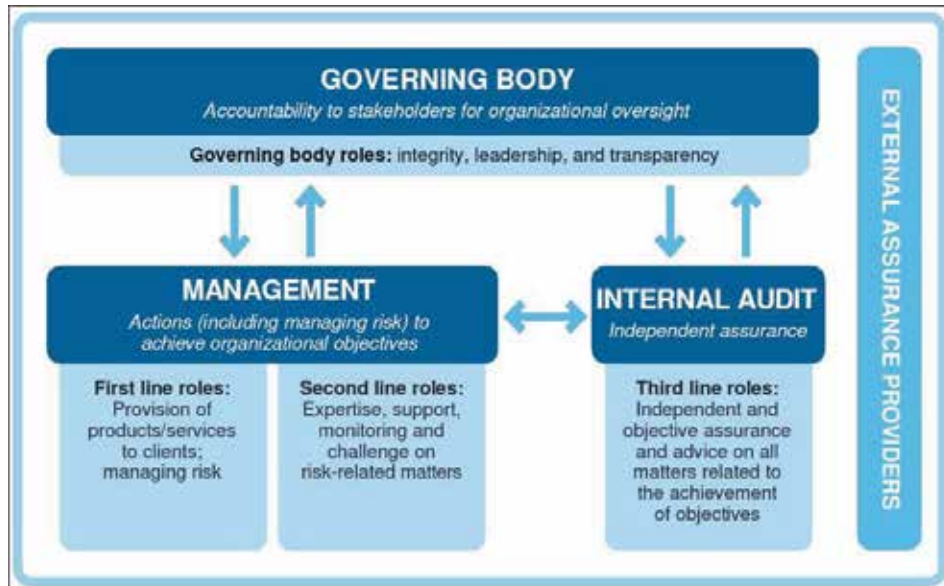 GOVERNING BODY
Accountability to stakeholders for organizational oversight
Governing body roles: integrity, leadership, and transparency
MANAGEMENT
Actions (including managing risk) to
achieve organizational objectives
First line roles:
Provision of
products/services
to clients;
managing risk
Second line roles:
Expertise, support,
monitoring and
challenge on
risk-related matters
INTERNAL AUDIT
Independent assurance
Third line roles:
Independent and
objective assurance
and advice on all
matters related to
the achievement
of objectives
EXTERNAL ASSURANCE PROVIDERS